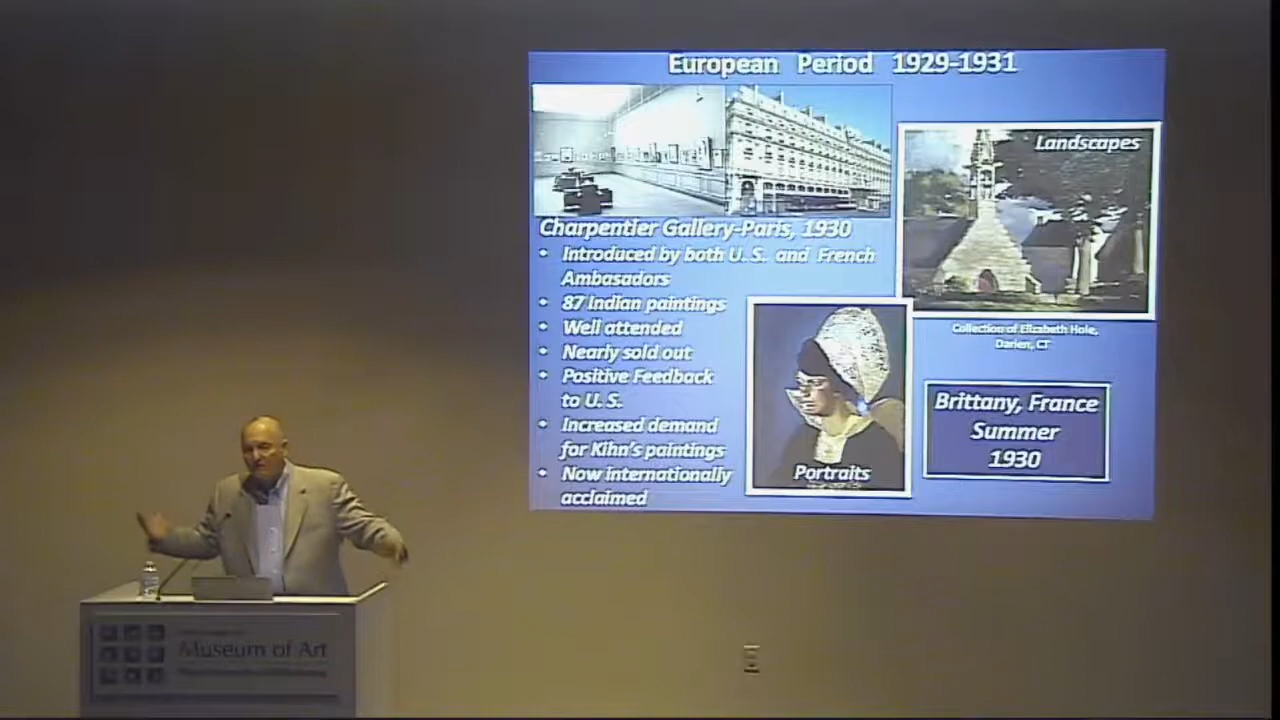 European Period 1929-1931
Landscapes
Charpentier Gallery-Paris, 1930
• Introduced by both U. S. and French
Ambasadors
• 87 Indian paintings
• Well attended
• Nearly sold out
• Positive Feedback
to U. S.
• Increased demand
for Kihn's paintings
• Now internationally
acclaimed
Portraits
Collection of Elizabeth Hole,
Darien, CT
Brittany, France
Summer
1930
Museum of Art